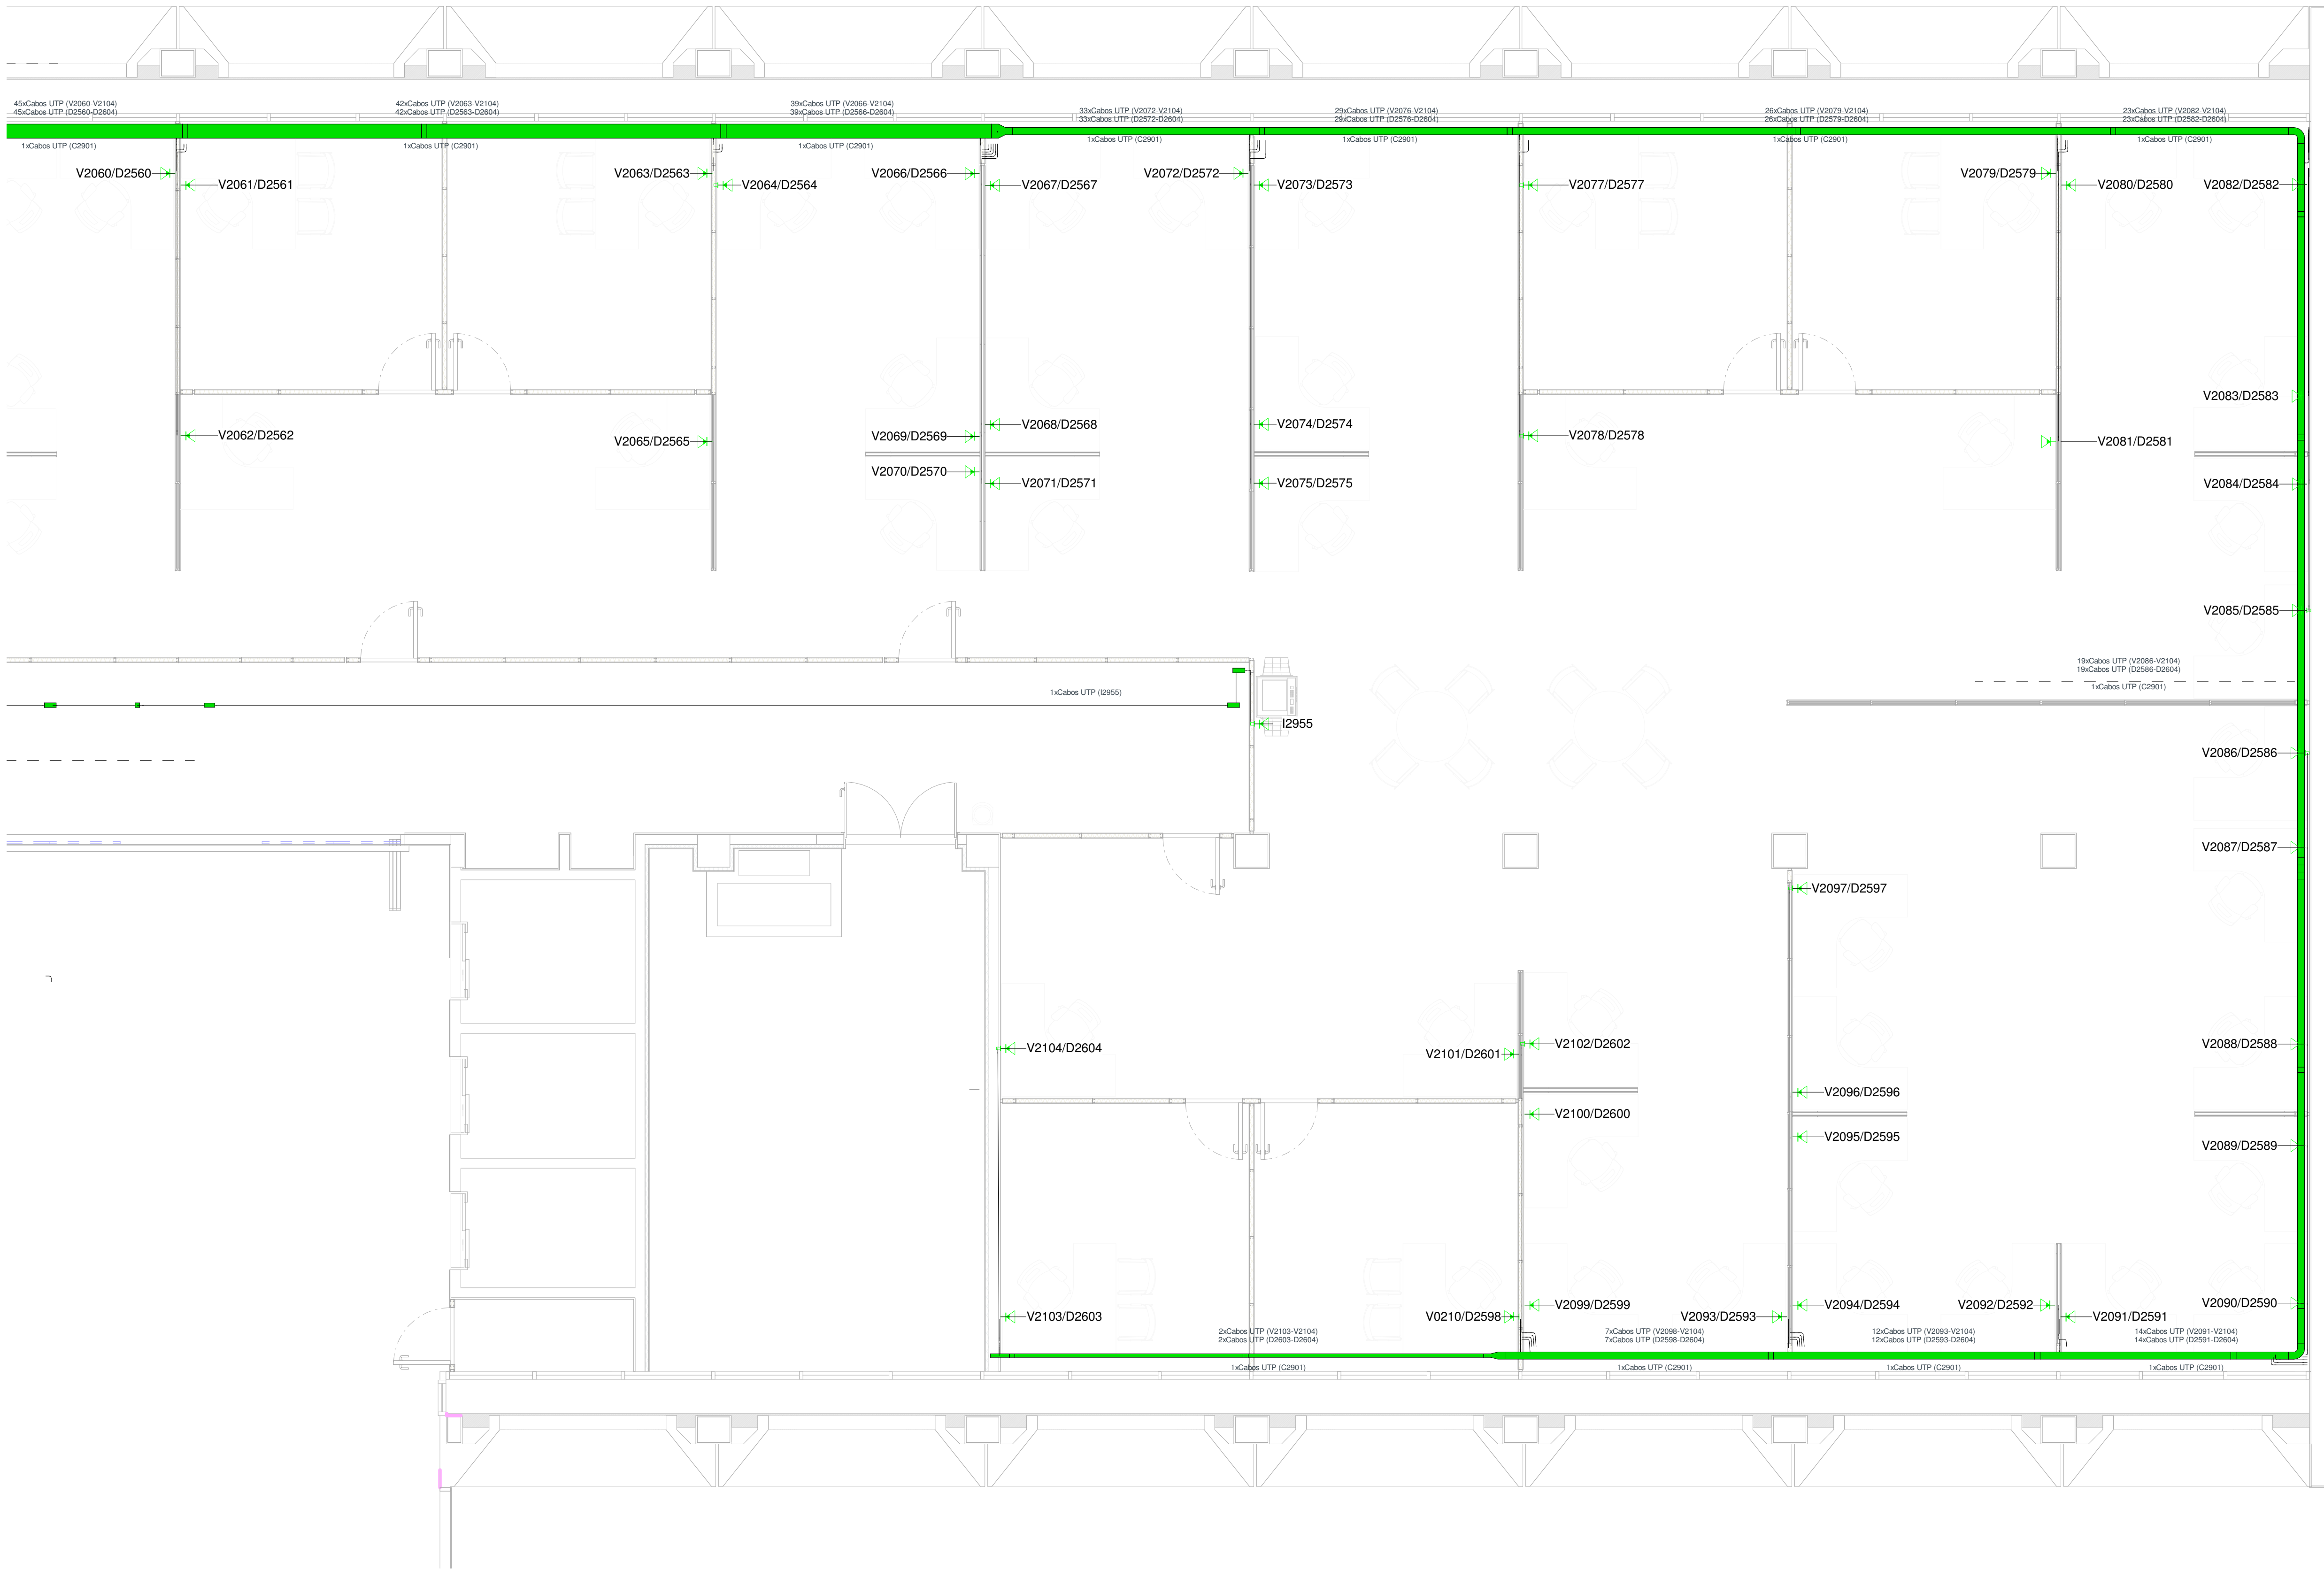 45xCabos UTP (V2060-V2104)
45xCabos UTP (D2560-D2604)
42xCabos UTP (V2063-V2104)
42xCabos UTP (D2563-D2604)
39xCabos UTP (V2066-V2104)
39xCabos UTP (D2566-D2604)
33xCabos UTP (V2072-V2104)
33xCabos UTP (D2572-D2604)
29xCabos UTP (V2076-V2104)
29xCabos UTP (D2576-D2604)
26xCabos UTP (V2079-V2104)
26xCabos UTP (D2579-D2604)
23xCabos UTP (V2082-V2104)
23xCabos UTP (D2582-D2604)
1xCabos UTP (C2901)
1xCabos UTP (C2901)
1xCabos UTP (C2901)
1xCabos UTP (C2901)
1xCabos UTP (C2901)
1xCabos UTP (C2901)
1xCabos UTP (C2901)
V2060/D2560
V2061/D2561
V2063/D2563
V2064/D2564
V2066/D2566
V2067/D2567
V2072/D2572
V2073/D2573
V2077/D2577
V2079/D2579
V2080/D2580
V2082/D2582
V2083/D2583
V2062/D2562
V2065/D2565
V2069/D2569
V2068/D2568
V2074/D2574
V2078/D2578
V2081/D2581
V2070/D2570
V2071/D2571
V2075/D2575
V2084/D2584
V2085/D2585
19xCabos UTP (V2086-V2104)
19xCabos UTP (D2586-D2604)
1xCabos UTP (C2901)
1xCabos UTP (I2955)
I2955
V2086/D2586
V2087/D2587
V2097/D2597
V2104/D2604
V2101/D2601
V2102/D2602
V2088/D2588
V2096/D2596
V2100/D2600
V2095/D2595
V2089/D2589
V2103/D2603
V0210/D2598
V2099/D2599
V2093/D2593
V2094/D2594
V2092/D2592
V2091/D2591
V2090/D2590
2xCabos UTP (V2103-V2104)
2xCabos UTP (D2603-D2604)
7xCabos UTP (V2098-V2104)
7xCabos UTP (D2598-D2604)
12xCabos UTP (V2093-V2104)
12xCabos UTP (D2593-D2604)
14xCabos UTP (V2091-V2104)
14xCabos UTP (D2591-D2604)
1xCabos UTP (C2901)
1xCabos UTP (C2901)
1xCabos UTP (C2901)
1xCabos UTP (C2901)